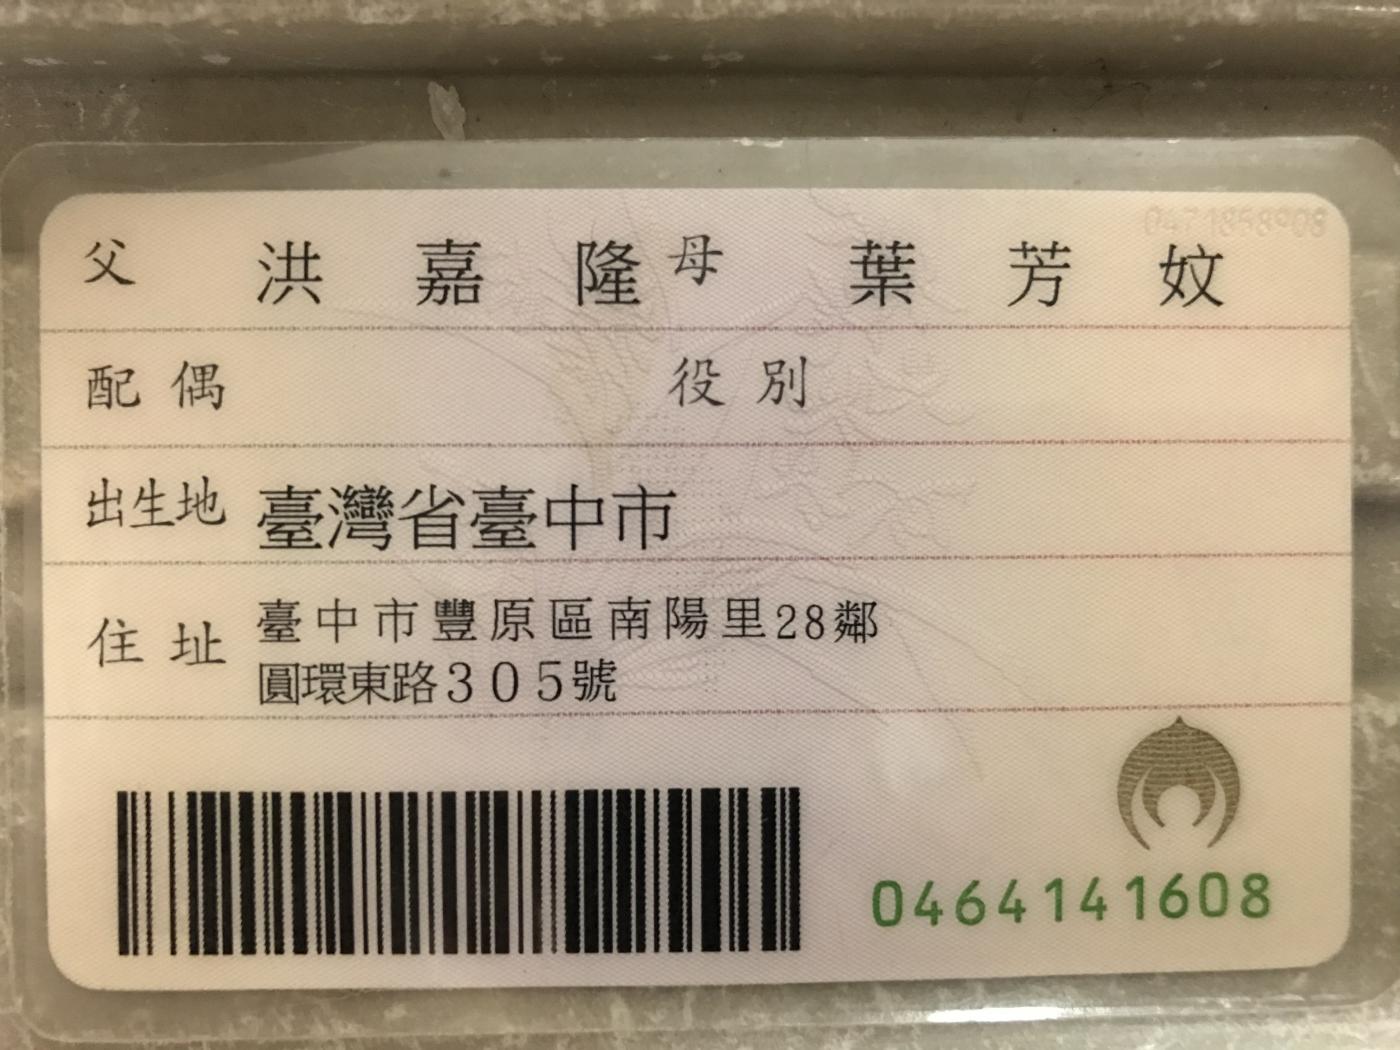 0471858908
父 洪嘉隆 母 葉芳妏
配偶 役別
出生地 臺灣省臺中市
住址 臺中市豐原區南陽里28鄰
圓環東路305號
0464141608